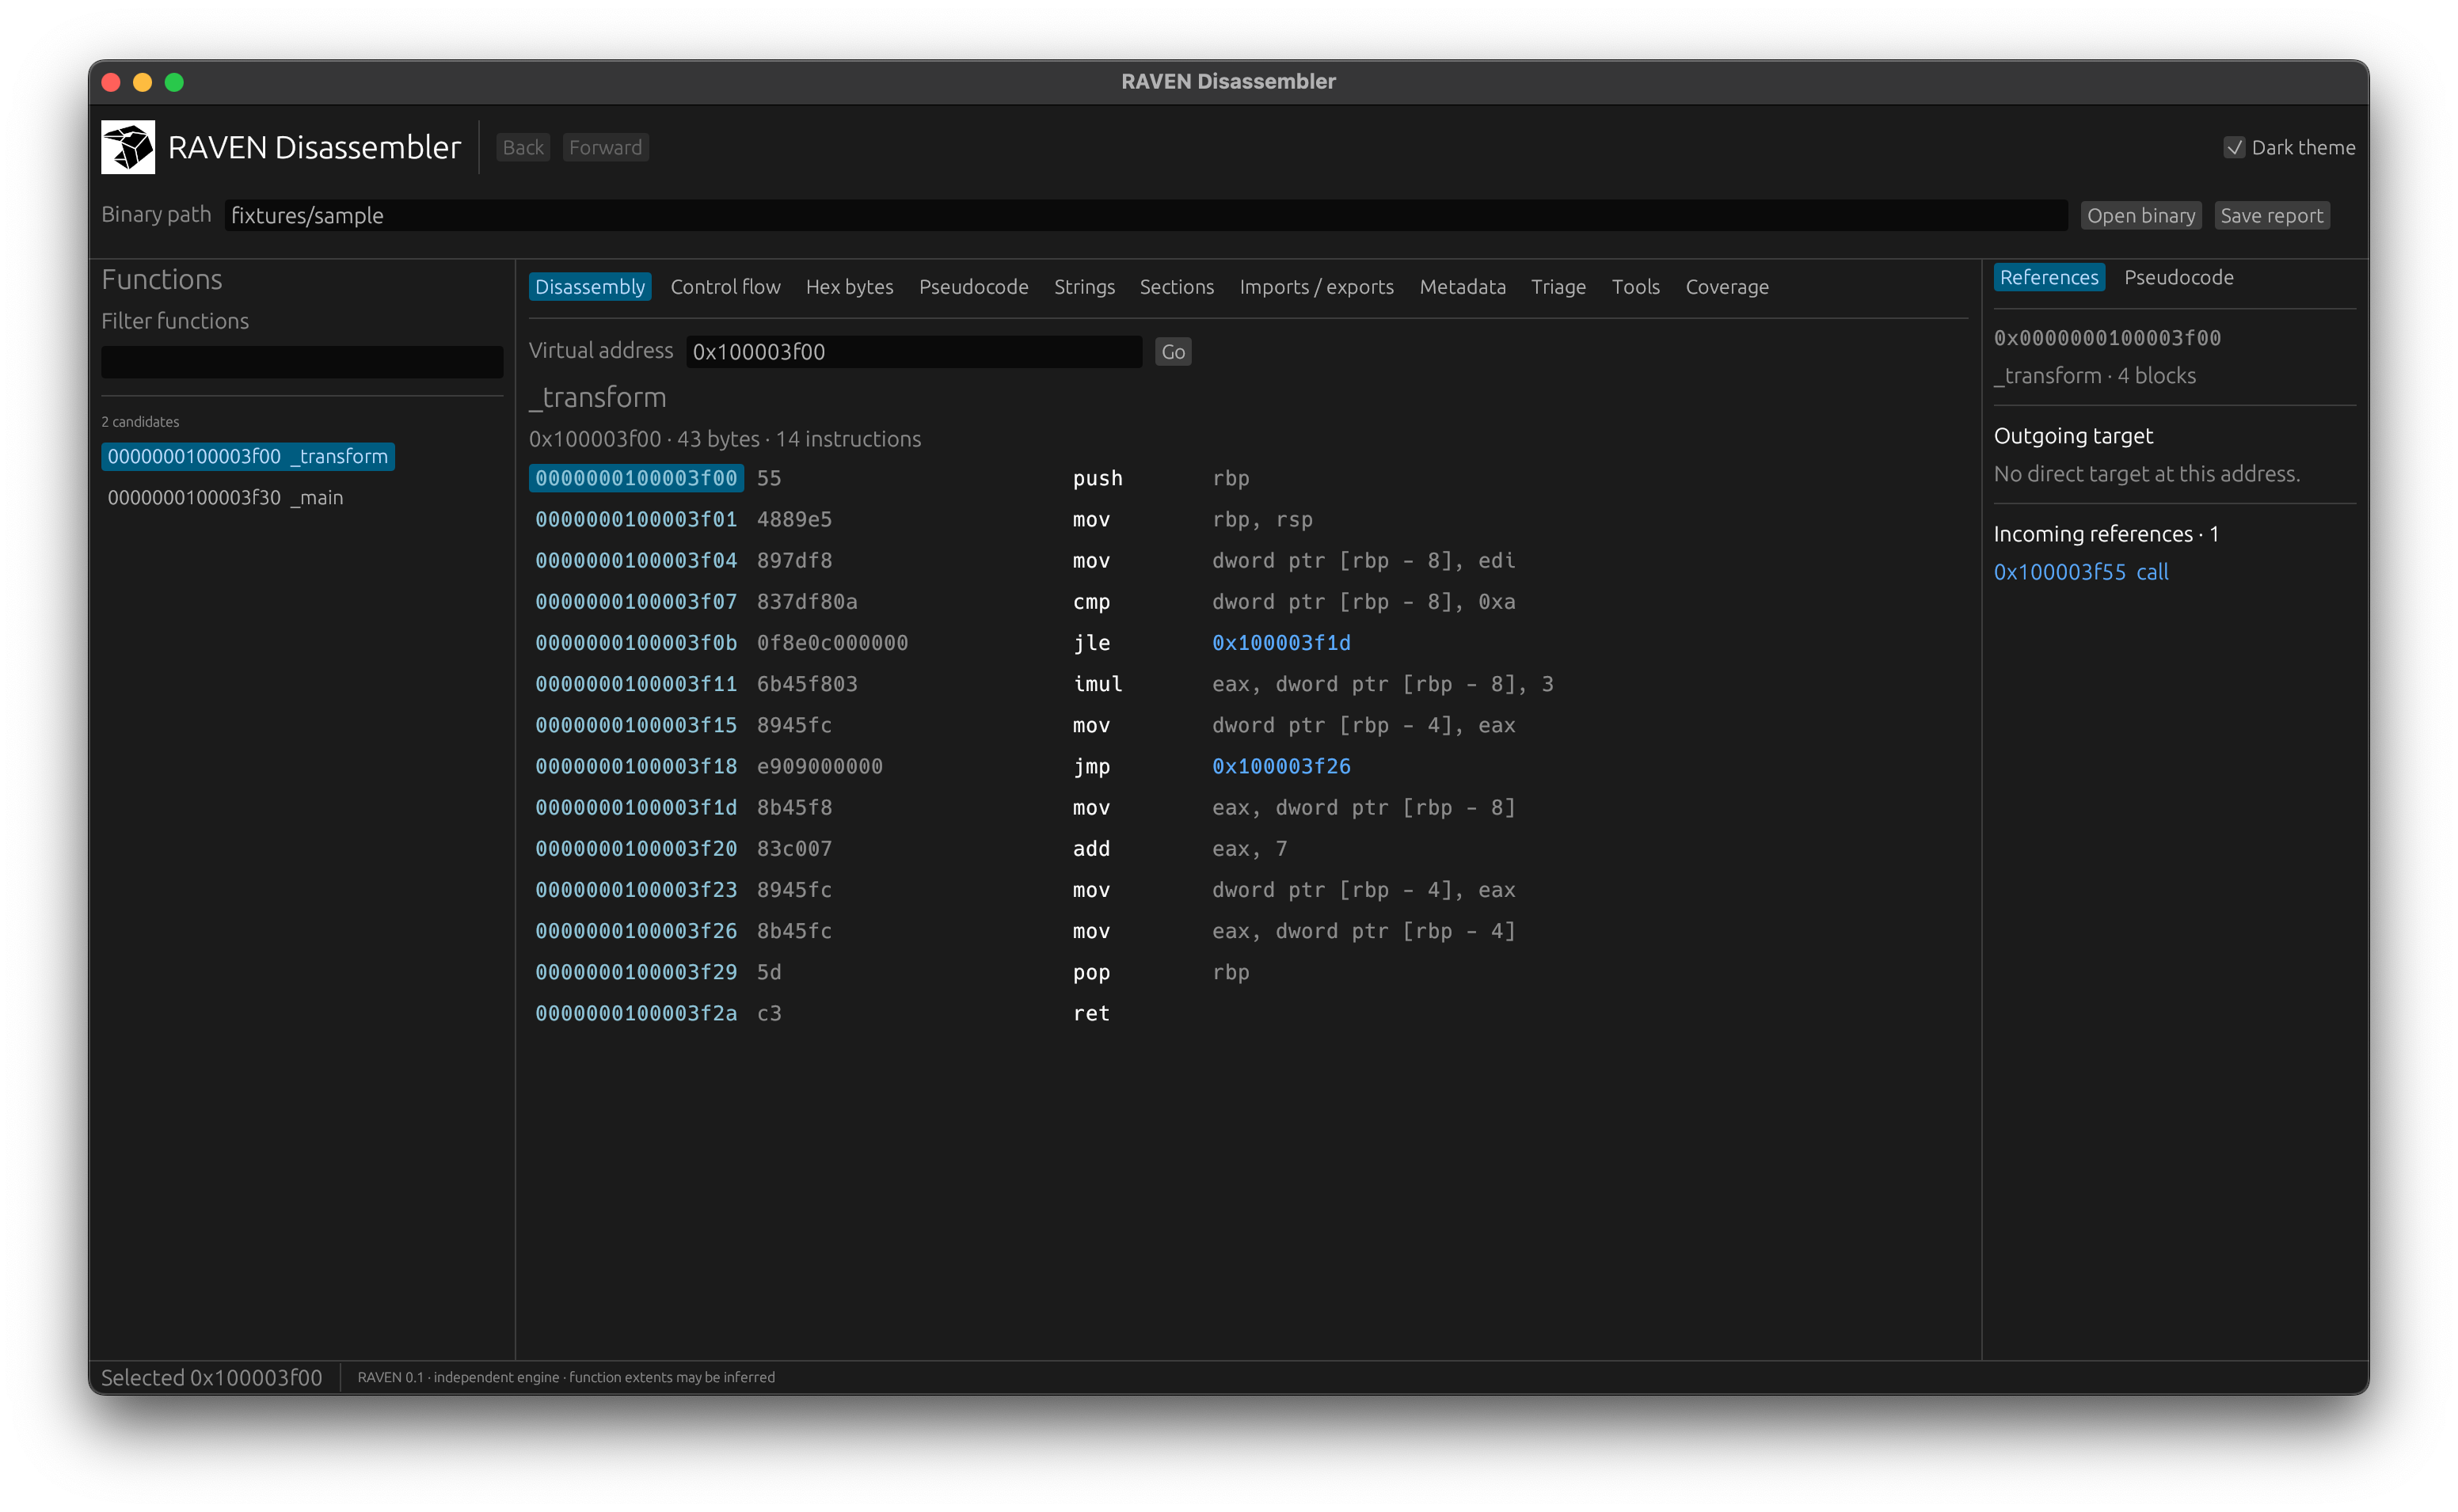 RAVEN Disassembler
RAVEN Disassembler Back Forward Dark theme
Binary path fixtures/sample Open binary Save report
Functions
Filter functions
2 candidates
0000000100003f00 _transform
0000000100003f30 _main
Disassembly Control flow Hex bytes Pseudocode Strings Sections Imports / exports Metadata Triage Tools Coverage
Virtual address 0x100003f00 Go
_transform
0x100003f00 · 43 bytes · 14 instructions
0000000100003f00 55 push rbp
0000000100003f01 4889e5 mov rbp, rsp
0000000100003f04 897df8 mov dword ptr [rbp - 8], edi
0000000100003f07 837df80a cmp dword ptr [rbp - 8], 0xa
0000000100003f0b 0f8e0c000000 jle 0x100003f1d
0000000100003f11 6b45f803 imul eax, dword ptr [rbp - 8], 3
0000000100003f15 8945fc mov dword ptr [rbp - 4], eax
0000000100003f18 e909000000 jmp 0x100003f26
0000000100003f1d 8b45f8 mov eax, dword ptr [rbp - 8]
0000000100003f20 83c007 add eax, 7
0000000100003f23 8945fc mov dword ptr [rbp - 4], eax
0000000100003f26 8b45fc mov eax, dword ptr [rbp - 4]
0000000100003f29 5d pop rbp
0000000100003f2a c3 ret
References Pseudocode
0x0000000100003f00
_transform · 4 blocks
Outgoing target
No direct target at this address.
Incoming references · 1
0x100003f55 call
Selected 0x100003f00 RAVEN 0.1 · independent engine · function extents may be inferred